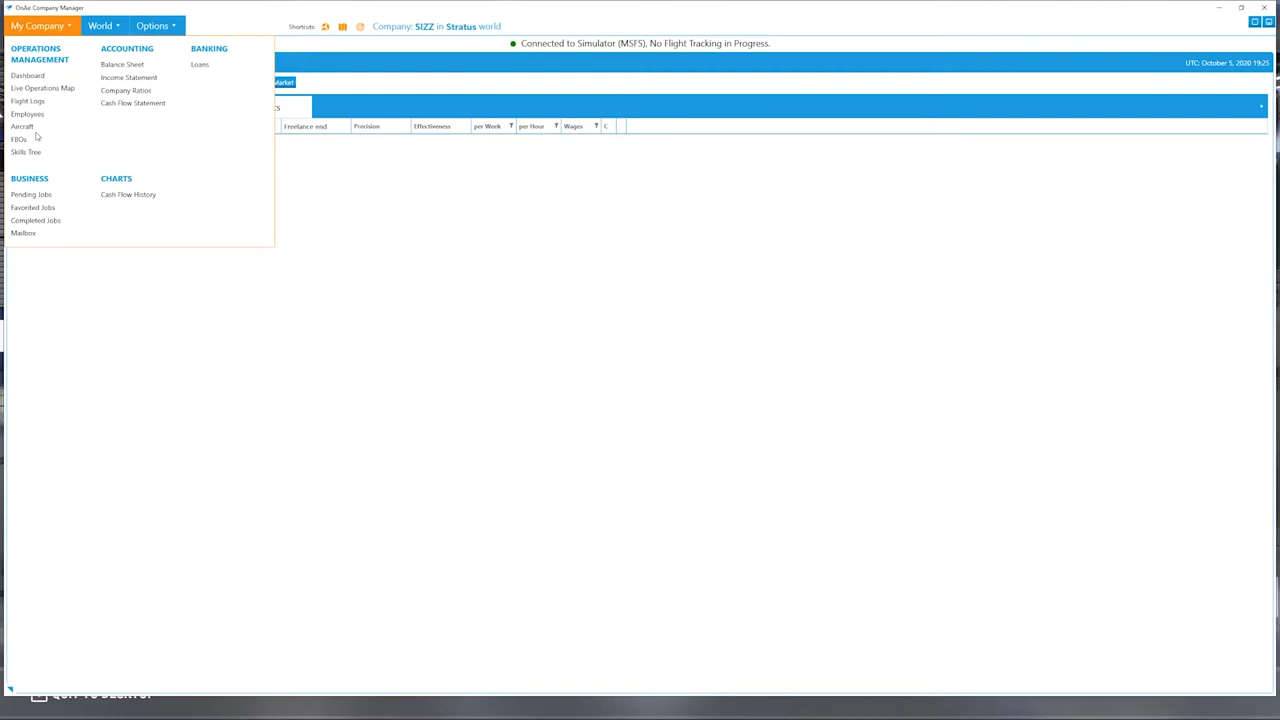 OnAir Company Manager
My Company World Options Shortcuts: Company: SIZZ in Stratus world
Connected to Simulator (MSFS), No Flight Tracking in Progress.
UTC: October 5, 2020 19:25
OPERATIONS MANAGEMENT
Dashboard
Live Operations Map
Flight Logs
Employees
Aircraft
FBOs
Skills Tree
ACCOUNTING
Balance Sheet
Income Statement
Company Ratios
Cash Flow Statement
BANKING
Loans
BUSINESS
Pending Jobs
Favorited Jobs
Completed Jobs
Mailbox
CHARTS
Cash Flow History
Market
Freelance end Precision Effectiveness per Week per Hour Wages C
QUIT TO DESKTOP